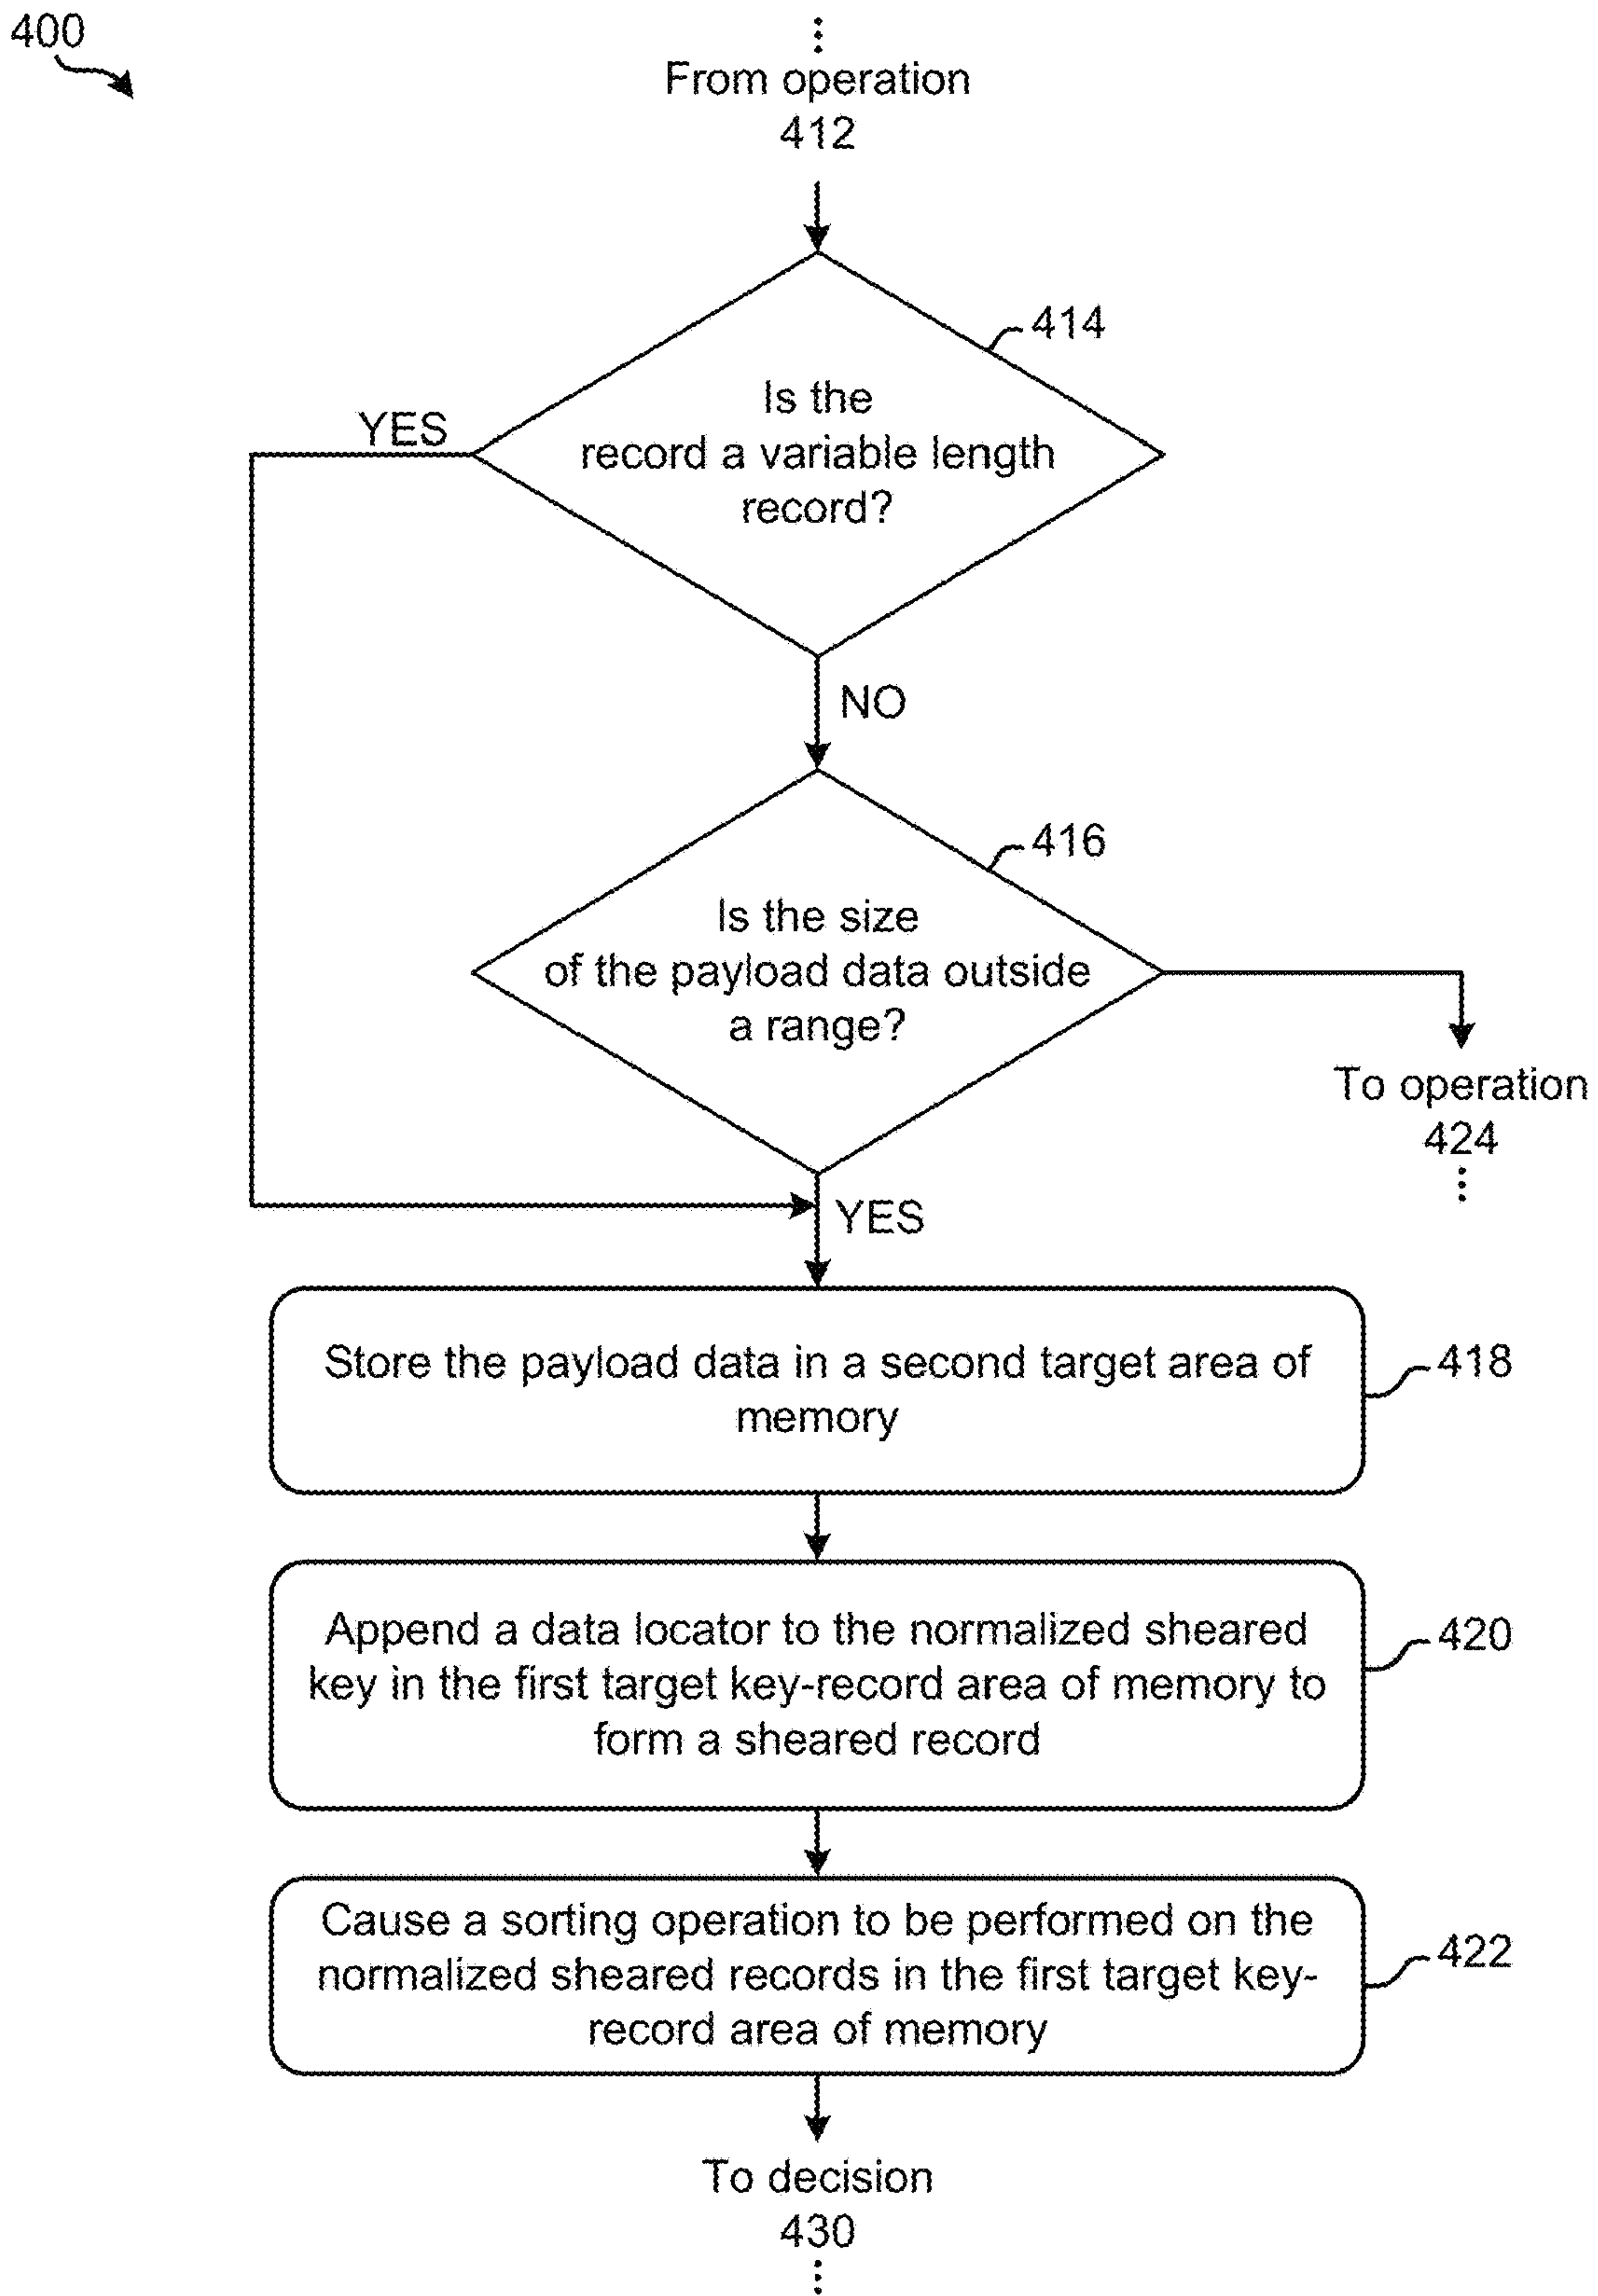 400
From operation
412
414
Is the
record a variable length
record?
YES
NO
416
Is the size
of the payload data outside
a range?
To operation
424
YES
Store the payload data in a second target area of
memory
418
Append a data locator to the normalized sheared
key in the first target key-record area of memory to
form a sheared record
420
Cause a sorting operation to be performed on the
normalized sheared records in the first target key-
record area of memory
422
To decision
430